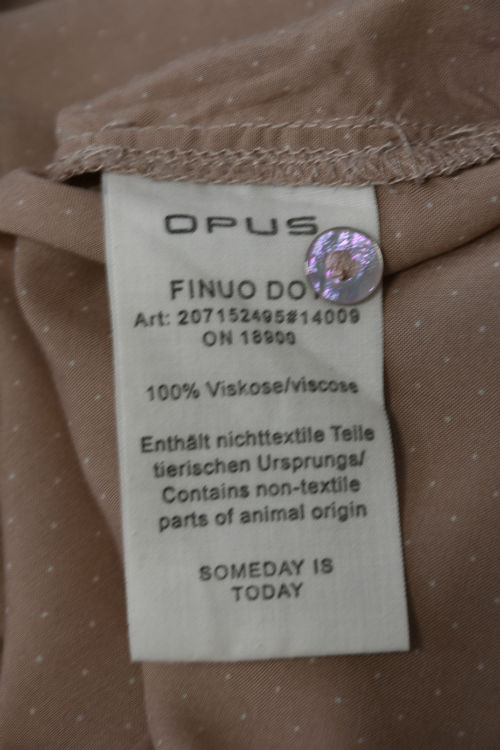 OPUS
FINUO
Art: 207152495#14009
ON 18900
100% Viskose/viscose
Enthält nichttextile Teile
tierischen Ursprungs/
Contains non-textile
parts of animal origin
SOMEDAY IS
TODAY